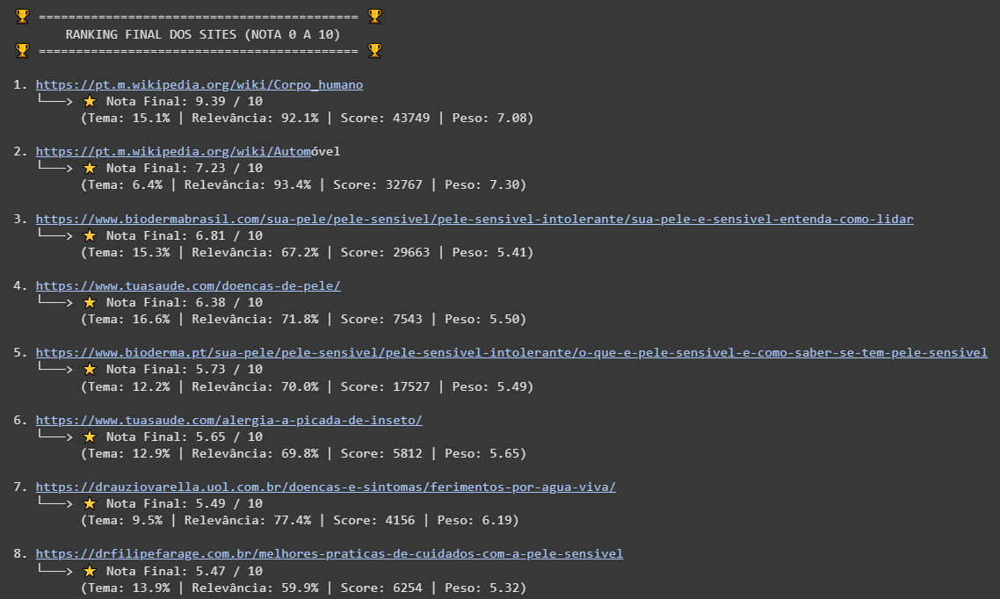 🏆 =========================================== 🏆
RANKING FINAL DOS SITES (NOTA 0 A 10)
🏆 =========================================== 🏆
1. https://pt.m.wikipedia.org/wiki/Corpo_humano
└──> ⭐ Nota Final: 9.39 / 10
(Tema: 15.1% | Relevância: 92.1% | Score: 43749 | Peso: 7.08)
2. https://pt.m.wikipedia.org/wiki/Automóvel
└──> ⭐ Nota Final: 7.23 / 10
(Tema: 6.4% | Relevância: 93.4% | Score: 32767 | Peso: 7.30)
3. https://www.biodermabrasil.com/sua-pele/pele-sensivel/pele-sensivel-intolerante/sua-pele-e-sensivel-entenda-como-lidar
└──> ⭐ Nota Final: 6.81 / 10
(Tema: 15.3% | Relevância: 67.2% | Score: 29663 | Peso: 5.41)
4. https://www.tuasaude.com/doencas-de-pele/
└──> ⭐ Nota Final: 6.38 / 10
(Tema: 16.6% | Relevância: 71.8% | Score: 7543 | Peso: 5.50)
5. https://www.bioderma.pt/sua-pele/pele-sensivel/pele-sensivel-intolerante/o-que-e-pele-sensivel-e-como-saber-se-tem-pele-sensivel
└──> ⭐ Nota Final: 5.73 / 10
(Tema: 12.2% | Relevância: 70.0% | Score: 17527 | Peso: 5.49)
6. https://www.tuasaude.com/alergia-a-picada-de-inseto/
└──> ⭐ Nota Final: 5.65 / 10
(Tema: 12.9% | Relevância: 69.8% | Score: 5812 | Peso: 5.65)
7. https://drauziovarella.uol.com.br/doencas-e-sintomas/ferimentos-por-agua-viva/
└──> ⭐ Nota Final: 5.49 / 10
(Tema: 9.5% | Relevância: 77.4% | Score: 4156 | Peso: 6.19)
8. https://drfilipefarage.com.br/melhores-praticas-de-cuidados-com-a-pele-sensivel
└──> ⭐ Nota Final: 5.47 / 10
(Tema: 13.9% | Relevância: 59.9% | Score: 6254 | Peso: 5.32)